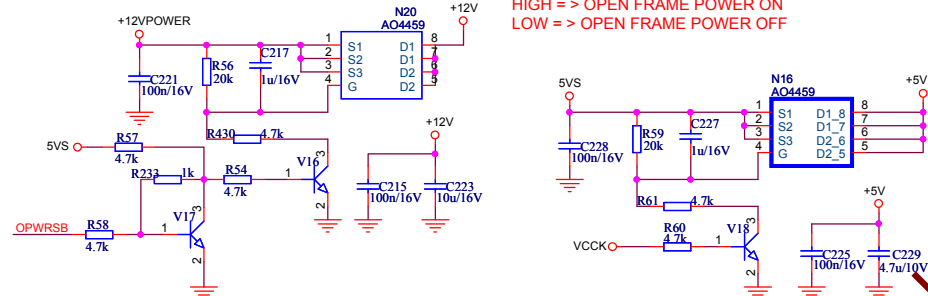 HIGH = > OPEN FRAME POWER ON
LOW = > OPEN FRAME POWER OFF
+12VPOWER
N20
AO4459
+12V
1
2
3
4
S1
S2
S3
G
D1
D1
D2
D2
8
7
6
5
R56
20k
C217
1u/16V
C221
100n/16V
R430
4.7k
5VS
R57
4.7k
R233
1k
R54
4.7k
1
V16
3
2
OPWRSB
R58
4.7k
1
V17
3
2
+12V
C215
100n/16V
C223
10u/16V
5VS
N16
AO4459
+5V
1
2
3
4
S1
S2
S3
G
D1_8
D1_7
D2_6
D2_5
8
7
6
5
C228
100n/16V
R59
20k
C227
1u/16V
R61
4.7k
VCCK
R60
4.7k
1
V18
3
2
+5V
C225
100n/16V
C229
4.7u/10V